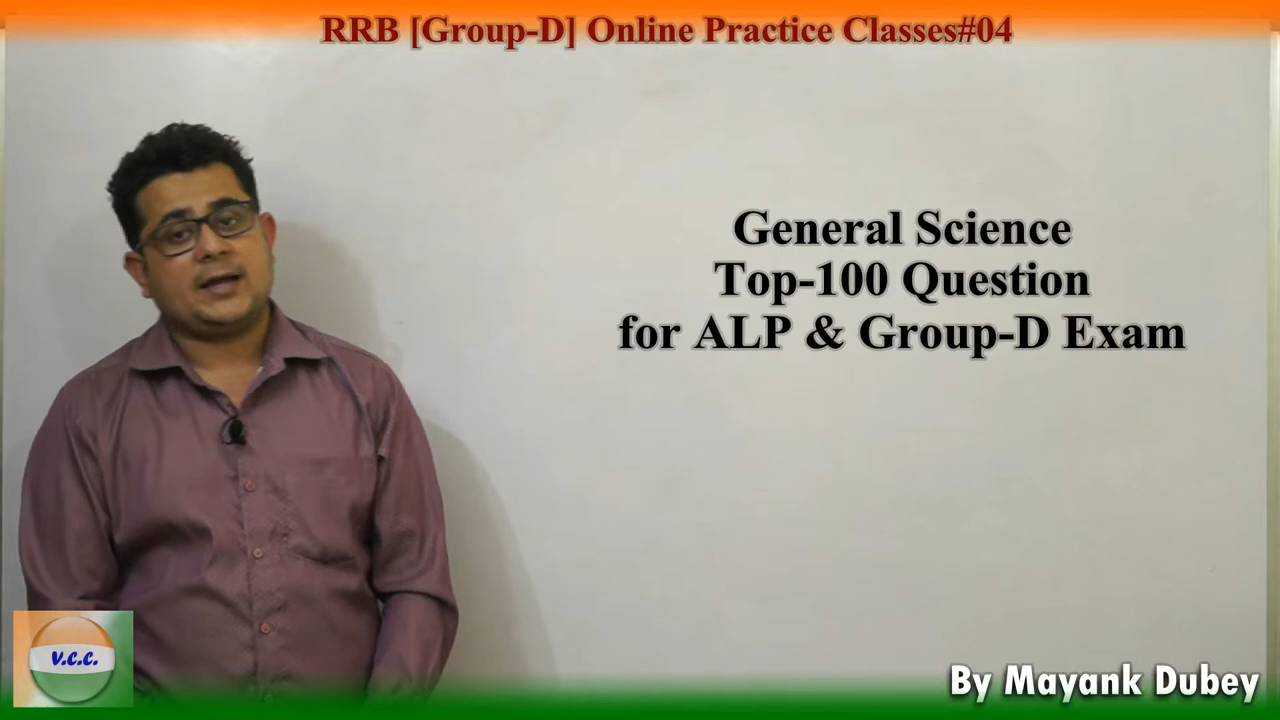 RRB [Group-D] Online Practice Classes#04
General Science
Top-100 Question
for ALP & Group-D Exam
V.C.C.
By Mayank Dubey